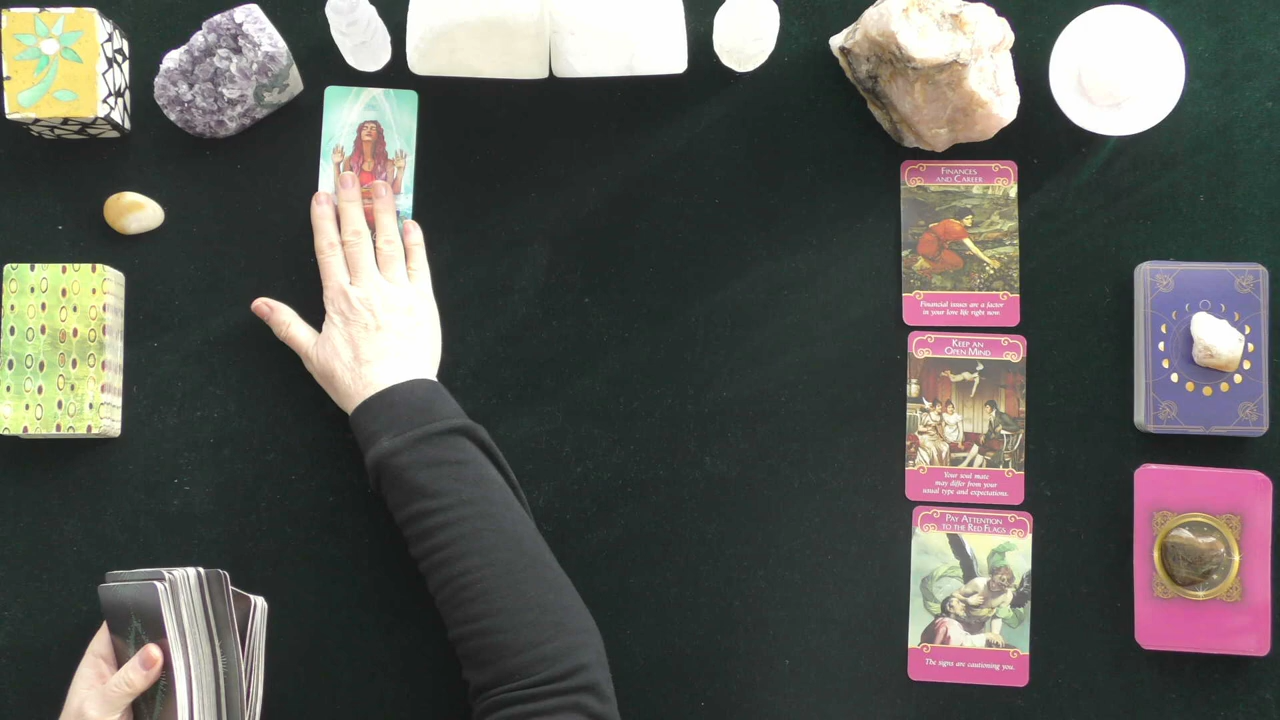 FINANCES
AND CAREER
Financial issues are a factor
in your love life right now.
KEEP AN
OPEN MIND
Your soul mate
may differ from your
usual type and expectations.
PAY ATTENTION
TO THE RED FLAGS
The signs are cautioning you.